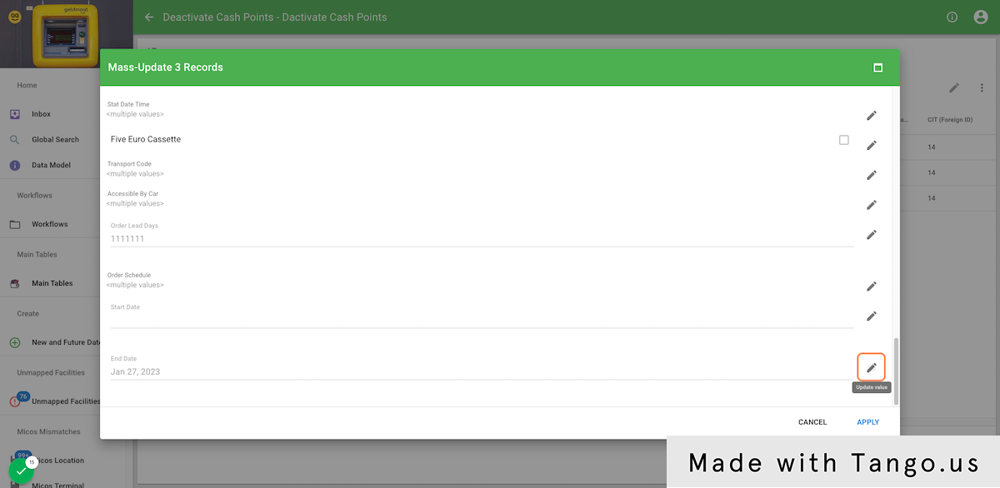 geldmaat
Deactivate Cash Points - Dactivate Cash Points
Mass-Update 3 Records
Home
Inbox
Global Search
Data Model
Workflows
Workflows
Main Tables
Main Tables
Create
New and Future Date
Unmapped Facilities
76
Unmapped Facilities
Micos Mismatches
99+
icos Location
15
Micos Terminal
Stat Date Time
<multiple values>
Five Euro Cassette
Transport Code
<multiple values>
Accessible By Car
<multiple values>
Order Lead Days
1111111
Order Schedule
<multiple values>
Start Date
End Date
Jan 27, 2023
Update value
CANCEL APPLY
a... CIT (Foreign ID)
14
14
14
Made with Tango.us